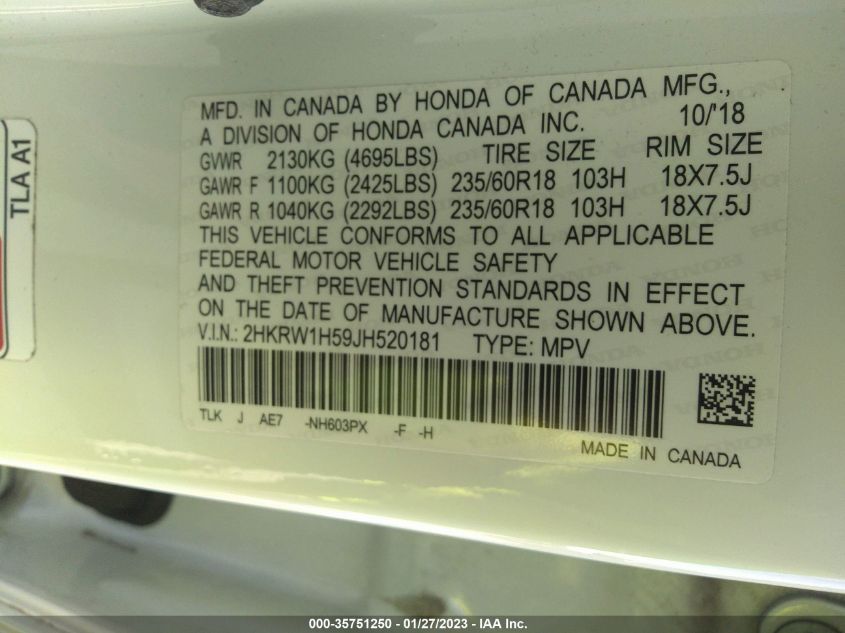 MFD. IN CANADA BY HONDA OF CANADA MFG.,
A DIVISION OF HONDA CANADA INC. 10/'18
GVWR 2130KG (4695LBS) TIRE SIZE RIM SIZE
GAWR F 1100KG (2425LBS) 235/60R18 103H 18X7.5J
GAWR R 1040KG (2292LBS) 235/60R18 103H 18X7.5J
THIS VEHICLE CONFORMS TO ALL APPLICABLE
FEDERAL MOTOR VEHICLE SAFETY
AND THEFT PREVENTION STANDARDS IN EFFECT
ON THE DATE OF MANUFACTURE SHOWN ABOVE.
V.I.N.: 2HKRW1H59JH520181 TYPE: MPV
TLK J AE7 -NH603PX -F -H
MADE IN CANADA
TLA A1
000-35751250 - 01/27/2023 - IAA Inc.